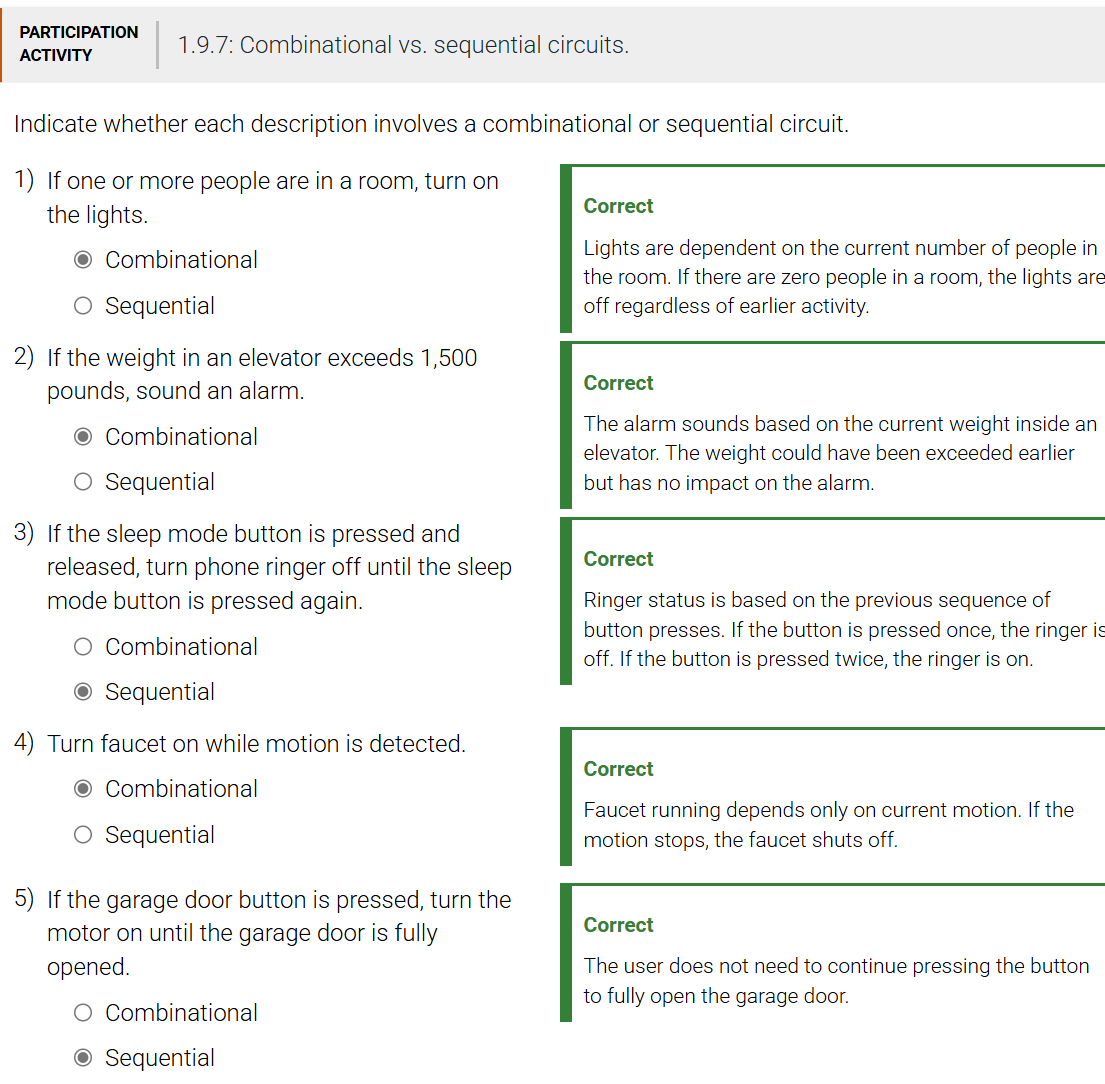 PARTICIPATION
ACTIVITY
1.9.7: Combinational vs. sequential circuits.
Indicate whether each description involves a combinational or sequential circuit.
1) If one or more people are in a room, turn on
the lights.
Combinational
Sequential
Correct
Lights are dependent on the current number of people in
the room. If there are zero people in a room, the lights are
off regardless of earlier activity.
2) If the weight in an elevator exceeds 1,500
pounds, sound an alarm.
Combinational
Sequential
Correct
The alarm sounds based on the current weight inside an
elevator. The weight could have been exceeded earlier
but has no impact on the alarm.
3) If the sleep mode button is pressed and
released, turn phone ringer off until the sleep
mode button is pressed again.
Combinational
Sequential
Correct
Ringer status is based on the previous sequence of
button presses. If the button is pressed once, the ringer is
off. If the button is pressed twice, the ringer is on.
4) Turn faucet on while motion is detected.
Combinational
Sequential
Correct
Faucet running depends only on current motion. If the
motion stops, the faucet shuts off.
5) If the garage door button is pressed, turn the
motor on until the garage door is fully
opened.
Combinational
Sequential
Correct
The user does not need to continue pressing the button
to fully open the garage door.